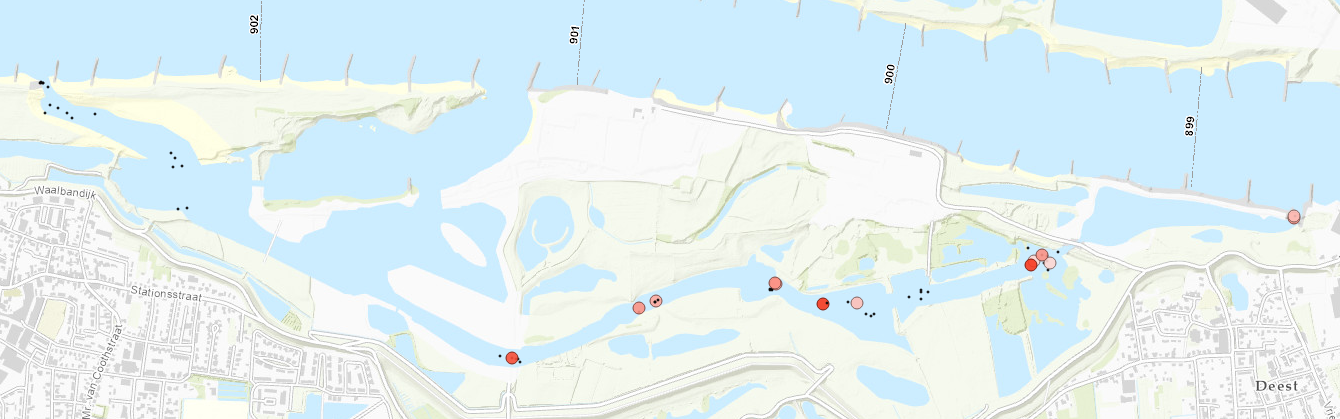 902
901
900
899
Waalbandijk
Stationsstraat
Mr. van Coothstraat
Deest